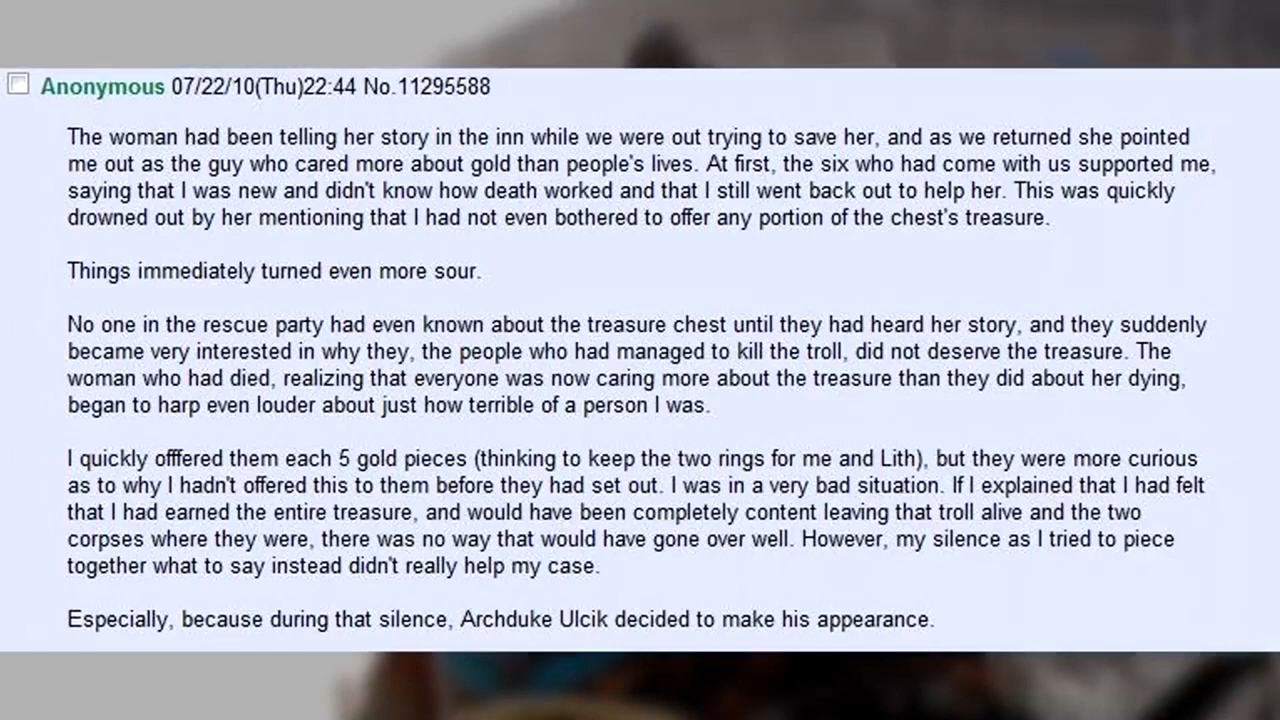 Anonymous 07/22/10(Thu)22:44 No.11295588
The woman had been telling her story in the inn while we were out trying to save her, and as we returned she pointed
me out as the guy who cared more about gold than people's lives. At first, the six who had come with us supported me,
saying that I was new and didn't know how death worked and that I still went back out to help her. This was quickly
drowned out by her mentioning that I had not even bothered to offer any portion of the chest's treasure.
Things immediately turned even more sour.
No one in the rescue party had even known about the treasure chest until they had heard her story, and they suddenly
became very interested in why they, the people who had managed to kill the troll, did not deserve the treasure. The
woman who had died, realizing that everyone was now caring more about the treasure than they did about her dying,
began to harp even louder about just how terrible of a person I was.
I quickly offfered them each 5 gold pieces (thinking to keep the two rings for me and Lith), but they were more curious
as to why I hadn't offered this to them before they had set out. I was in a very bad situation. If I explained that I had felt
that I had earned the entire treasure, and would have been completely content leaving that troll alive and the two
corpses where they were, there was no way that would have gone over well. However, my silence as I tried to piece
together what to say instead didn't really help my case.
Especially, because during that silence, Archduke Ulcik decided to make his appearance.